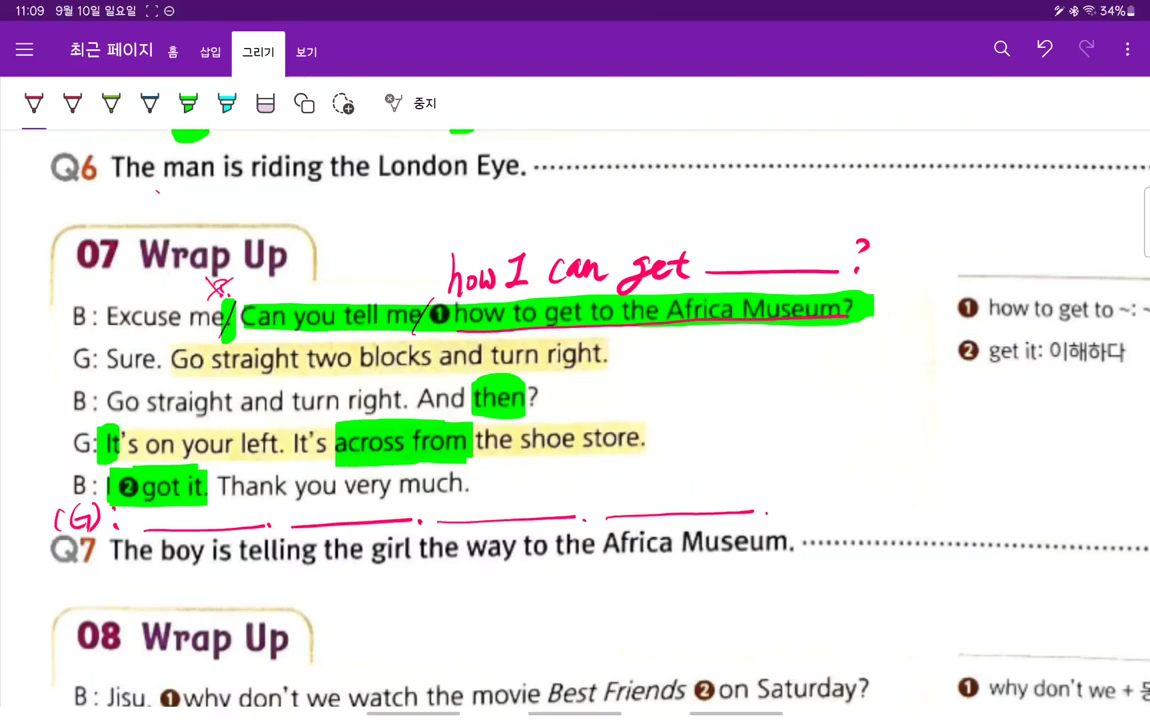 11:09 9월 10일 일요일 34%
최근 페이지 홈 삽입 그리기 보기
중지
Q6 The man is riding the London Eye.
07 Wrap Up
how I can get ______?
B: Excuse me. Can you tell me ❶how to get to the Africa Museum?
❶ how to get to ~: ~
G: Sure. Go straight two blocks and turn right.
❷ get it: 이해하다
B: Go straight and turn right. And then?
G: It's on your left. It's across from the shoe store.
B: I ❷got it. Thank you very much.
(G): ______. ______. ______. ______.
Q7 The boy is telling the girl the way to the Africa Museum.
08 Wrap Up
B: Jisu, ❶why don't we watch the movie Best Friends ❷on Saturday?
❶ why don't we +